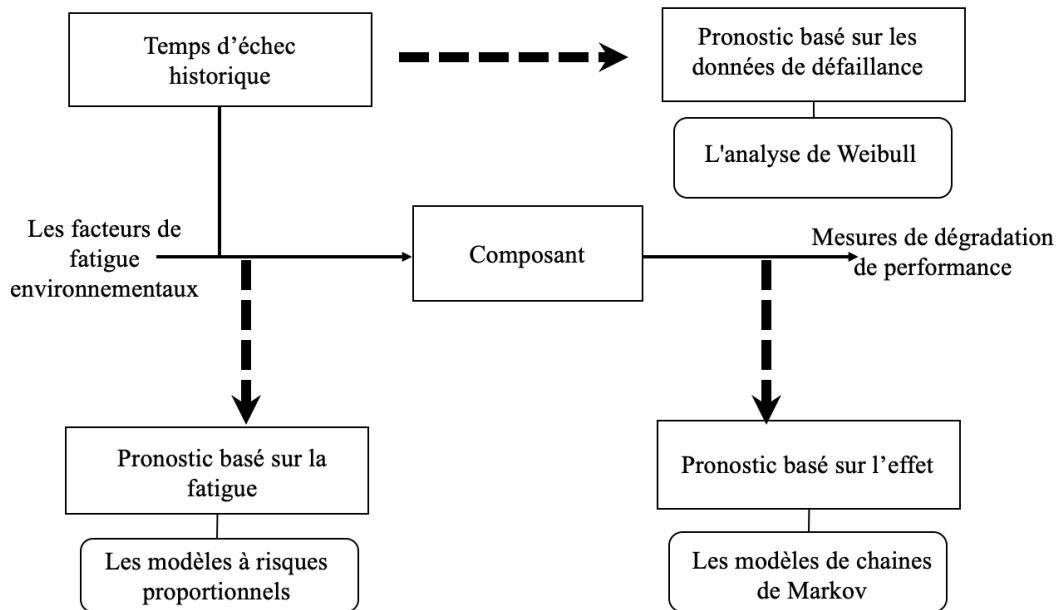 Temps d’échec
historique
Pronostic basé sur les
données de défaillance
L'analyse de Weibull
Les facteurs de
fatigue
environnementaux
Composant
Mesures de dégradation
de performance
Pronostic basé sur la
fatigue
Pronostic basé sur l’effet
Les modèles à risques
proportionnels
Les modèles de chaines
de Markov